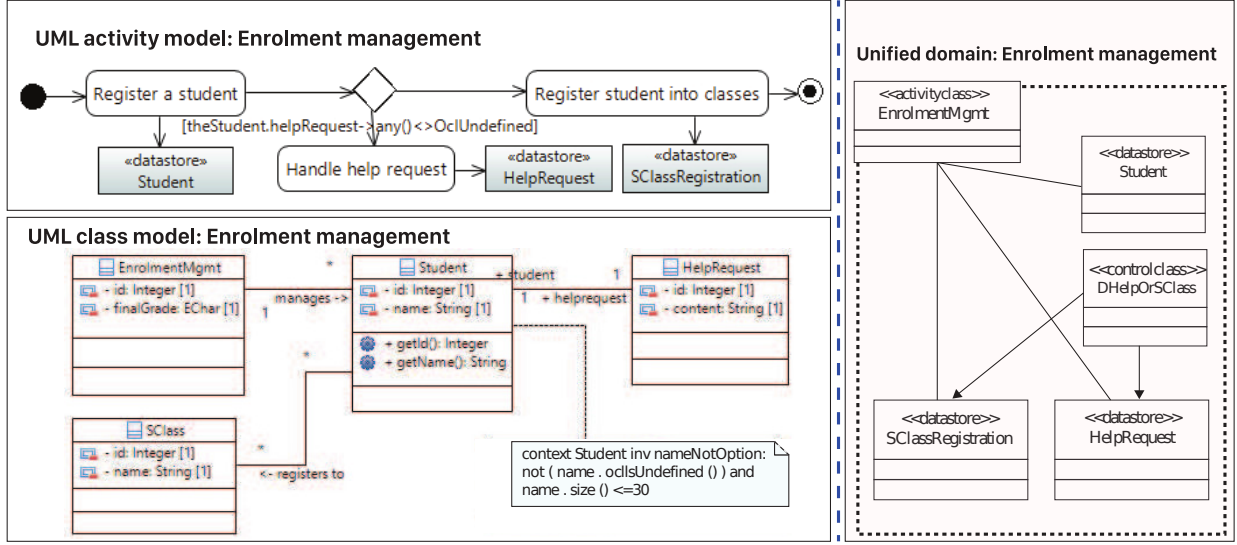 UML activity model: Enrolment management
Register a student
Register student into classes
[theStudent.helpRequest->any()<>OclUndefined]
«datastore»
Student
Handle help request
«datastore»
HelpRequest
«datastore»
SClassRegistration
UML class model: Enrolment management
EnrolmentMgmt
- id: Integer [1]
- finalGrade: EChar [1]
*
manages ->
1
Student
- id: Integer [1]
- name: String [1]
+ getId(): Integer
+ getName(): String
+ student
1
1
+ helprequest
HelpRequest
- id: Integer [1]
- content: String [1]
*
SClass
- id: Integer [1]
- name: String [1]
*
<- registers to
context Student inv nameNotOption:
not ( name . oclIsUndefined () ) and
name . size () <=30
Unified domain: Enrolment management
<<activityclass>>
EnrolmentMgmt
<<datastore>>
Student
<<controlclass>>
DHelpOrSClass
<<datastore>>
SClassRegistration
<<datastore>>
HelpRequest